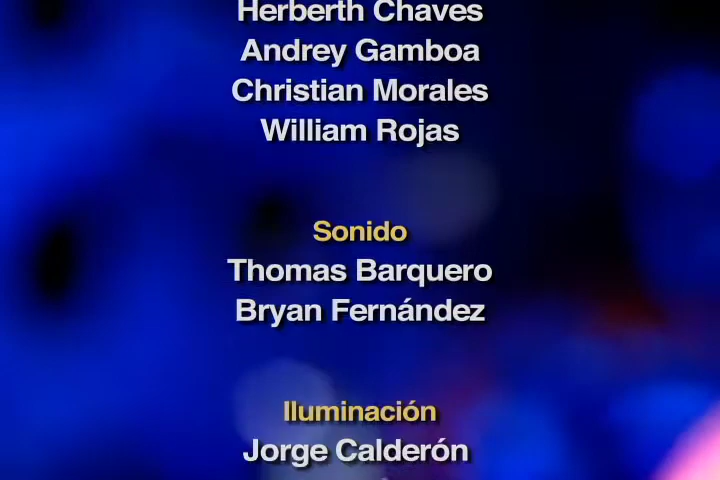 Herberth Chaves
Andrey Gamboa
Christian Morales
William Rojas
Sonido
Thomas Barquero
Bryan Fernández
Iluminación
Jorge Calderón